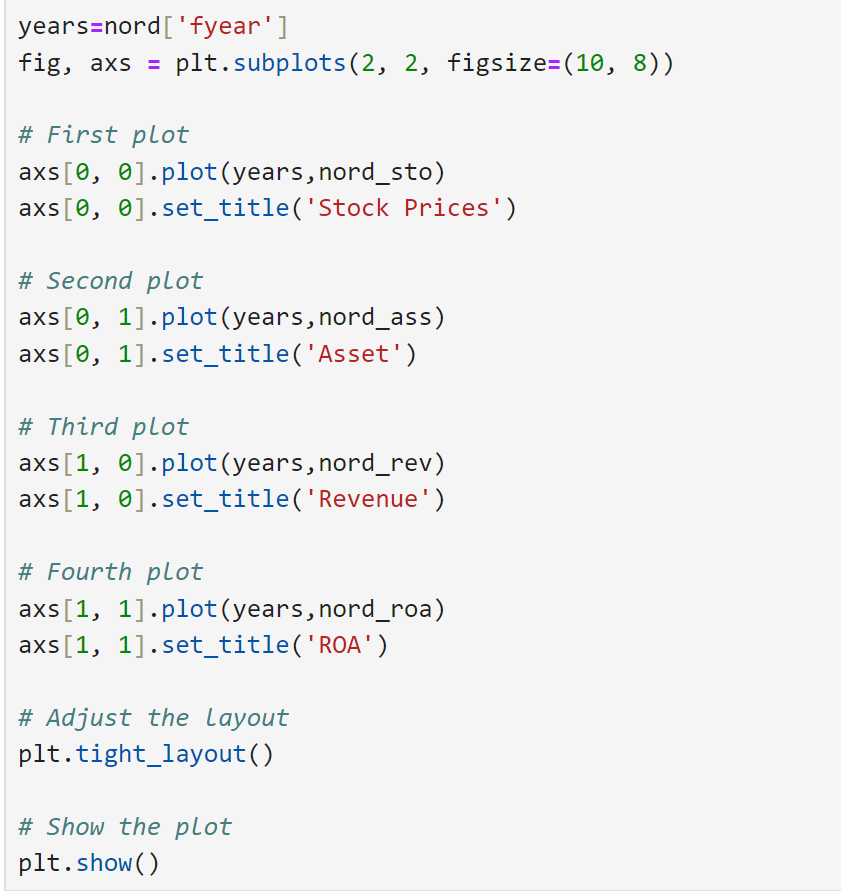 years=nord['fyear']
fig, axs = plt.subplots(2, 2, figsize=(10, 8))
# First plot
axs[0, 0].plot(years,nord_sto)
axs[0, 0].set_title('Stock Prices')
# Second plot
axs[0, 1].plot(years,nord_ass)
axs[0, 1].set_title('Asset')
# Third plot
axs[1, 0].plot(years,nord_rev)
axs[1, 0].set_title('Revenue')
# Fourth plot
axs[1, 1].plot(years,nord_roa)
axs[1, 1].set_title('ROA')
# Adjust the layout
plt.tight_layout()
# Show the plot
plt.show()